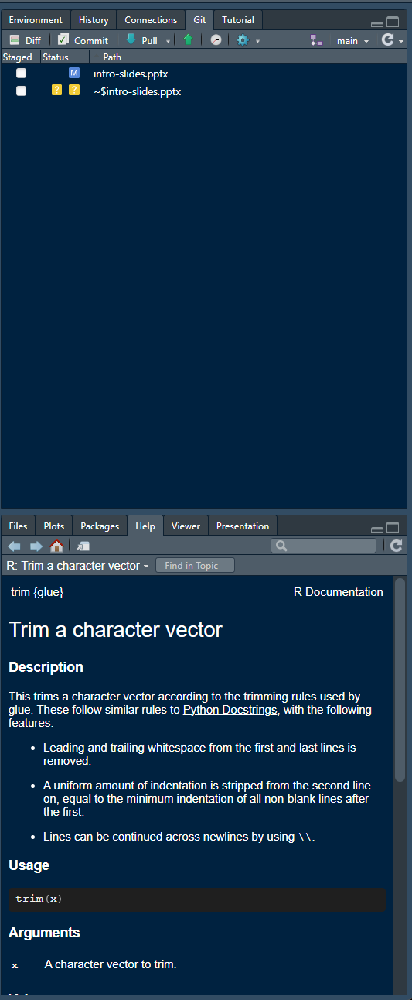 Environment History Connections Git Tutorial
Diff Commit Pull main
Staged Status Path
M intro-slides.pptx
? ? ~$intro-slides.pptx
Files Plots Packages Help Viewer Presentation
R: Trim a character vector Find in Topic
trim {glue} R Documentation
Trim a character vector
Description
This trims a character vector according to the trimming rules used by
glue. These follow similar rules to Python Docstrings, with the following
features.
• Leading and trailing whitespace from the first and last lines is
removed.
• A uniform amount of indentation is stripped from the second line
on, equal to the minimum indentation of all non-blank lines after
the first.
• Lines can be continued across newlines by using \\.
Usage
trim(x)
Arguments
x A character vector to trim.